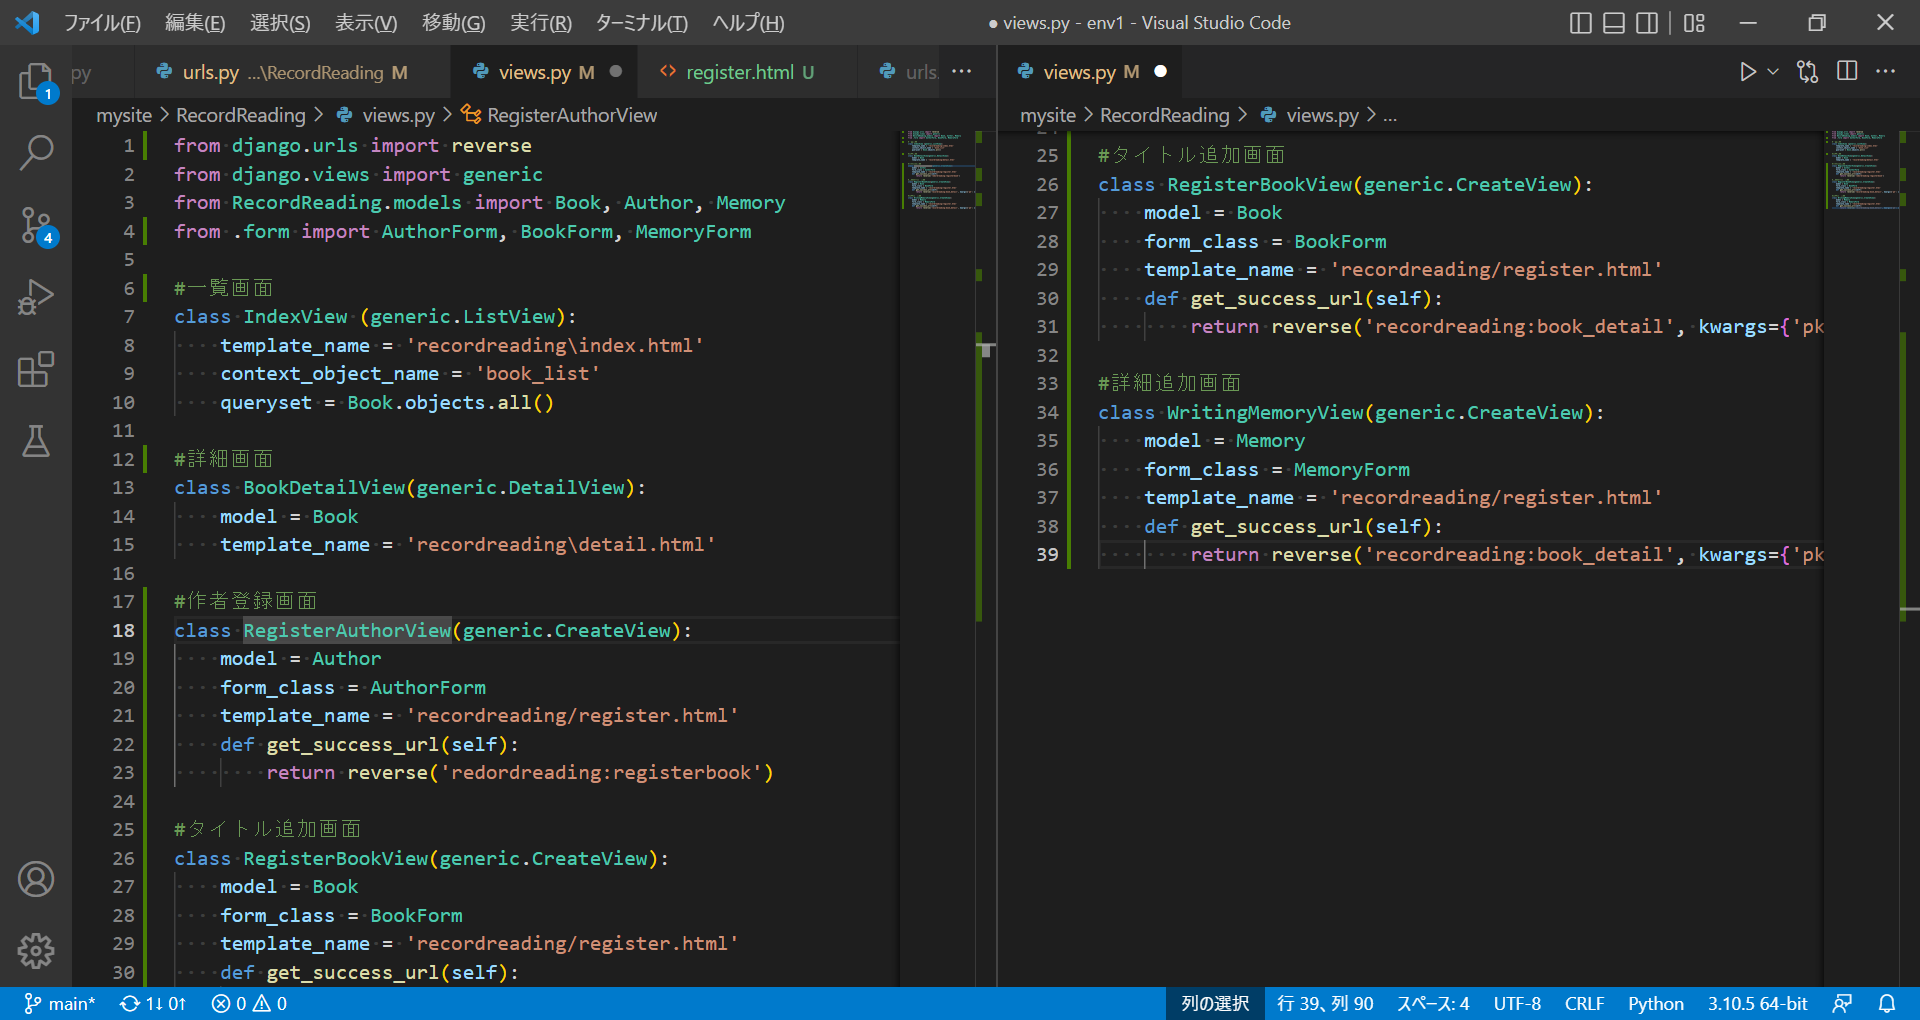 ファイル(F) 編集(E) 選択(S) 表示(V) 移動(G) 実行(R) ターミナル(T) ヘルプ(H)
● views.py - env1 - Visual Studio Code
py
urls.py ...\RecordReading M
views.py M
register.html U
urls.
...
mysite > RecordReading > views.py > RegisterAuthorView
1 from django.urls import reverse
2 from django.views import generic
3 from RecordReading.models import Book, Author, Memory
4 from .form import AuthorForm, BookForm, MemoryForm
5
6 #一覧画面
7 class IndexView (generic.ListView):
8 template_name = 'recordreading\index.html'
9 context_object_name = 'book_list'
10 queryset = Book.objects.all()
11
12 #詳細画面
13 class BookDetailView(generic.DetailView):
14 model = Book
15 template_name = 'recordreading\detail.html'
16
17 #作者登録画面
18 class RegisterAuthorView(generic.CreateView):
19 model = Author
20 form_class = AuthorForm
21 template_name = 'recordreading/register.html'
22 def get_success_url(self):
23 return reverse('redordreading:registerbook')
24
25 #タイトル追加画面
26 class RegisterBookView(generic.CreateView):
27 model = Book
28 form_class = BookForm
29 template_name = 'recordreading/register.html'
30 def get_success_url(self):
views.py M
mysite > RecordReading > views.py > ...
25 #タイトル追加画面
26 class RegisterBookView(generic.CreateView):
27 model = Book
28 form_class = BookForm
29 template_name = 'recordreading/register.html'
30 def get_success_url(self):
31 return reverse('recordreading:book_detail', kwargs={'pk
32
33 #詳細追加画面
34 class WritingMemoryView(generic.CreateView):
35 model = Memory
36 form_class = MemoryForm
37 template_name = 'recordreading/register.html'
38 def get_success_url(self):
39 return reverse('recordreading:book_detail', kwargs={'pk
1
4
main* 1↓ 0↑ 0 0
列の選択 行 39、列 90 スペース: 4 UTF-8 CRLF Python 3.10.5 64-bit